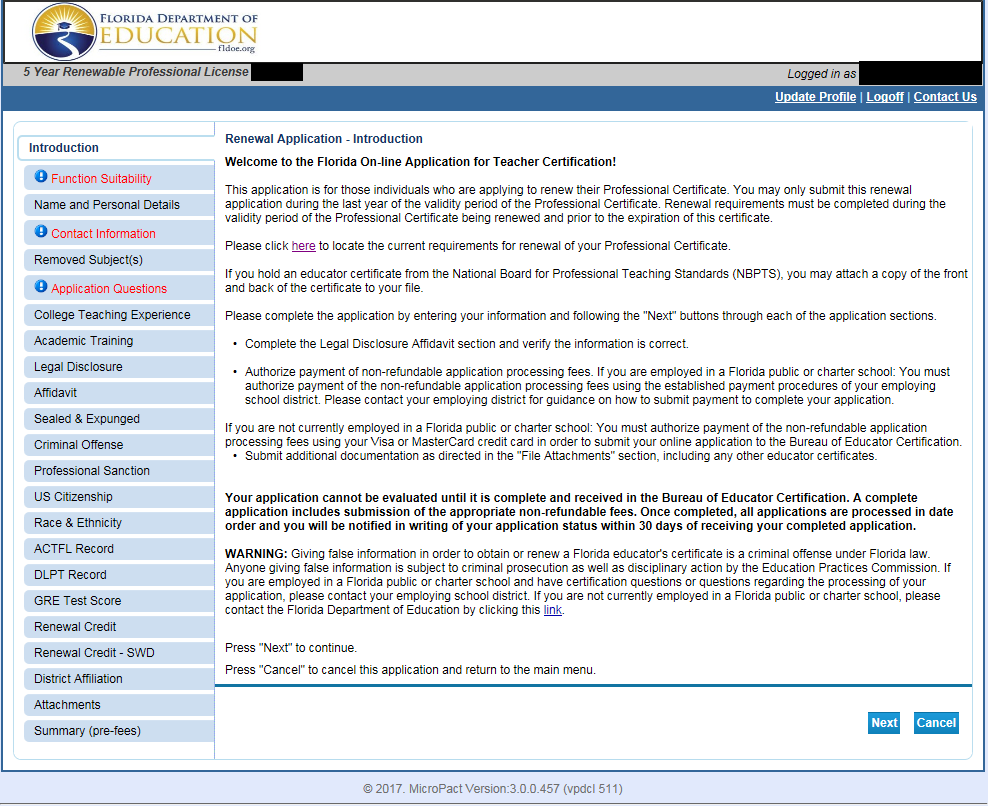 FLORIDA DEPARTMENT OF
EDUCATION
fldoe.org
5 Year Renewable Professional License
Logged in as
Update Profile | Logoff | Contact Us
Introduction
Function Suitability
Name and Personal Details
Contact Information
Removed Subject(s)
Application Questions
College Teaching Experience
Academic Training
Legal Disclosure
Affidavit
Sealed & Expunged
Criminal Offense
Professional Sanction
US Citizenship
Race & Ethnicity
ACTFL Record
DLPT Record
GRE Test Score
Renewal Credit
Renewal Credit - SWD
District Affiliation
Attachments
Summary (pre-fees)
Renewal Application - Introduction
Welcome to the Florida On-line Application for Teacher Certification!
This application is for those individuals who are applying to renew their Professional Certificate. You may only submit this renewal
application during the last year of the validity period of the Professional Certificate. Renewal requirements must be completed during the
validity period of the Professional Certificate being renewed and prior to the expiration of this certificate.
Please click here to locate the current requirements for renewal of your Professional Certificate.
If you hold an educator certificate from the National Board for Professional Teaching Standards (NBPTS), you may attach a copy of the front
and back of the certificate to your file.
Please complete the application by entering your information and following the "Next" buttons through each of the application sections.
• Complete the Legal Disclosure Affidavit section and verify the information is correct.
• Authorize payment of non-refundable application processing fees. If you are employed in a Florida public or charter school: You must
authorize payment of the non-refundable application processing fees using the established payment procedures of your employing
school district. Please contact your employing district for guidance on how to submit payment to complete your application.
If you are not currently employed in a Florida public or charter school: You must authorize payment of the non-refundable application
processing fees using your Visa or MasterCard credit card in order to submit your online application to the Bureau of Educator Certification.
• Submit additional documentation as directed in the "File Attachments" section, including any other educator certificates.
Your application cannot be evaluated until it is complete and received in the Bureau of Educator Certification. A complete
application includes submission of the appropriate non-refundable fees. Once completed, all applications are processed in date
order and you will be notified in writing of your application status within 30 days of receiving your completed application.
WARNING: Giving false information in order to obtain or renew a Florida educator's certificate is a criminal offense under Florida law.
Anyone giving false information is subject to criminal prosecution as well as disciplinary action by the Education Practices Commission. If
you are employed in a Florida public or charter school and have certification questions or questions regarding the processing of your
application, please contact your employing school district. If you are not currently employed in a Florida public or charter school, please
contact the Florida Department of Education by clicking this link.
Press "Next" to continue.
Press "Cancel" to cancel this application and return to the main menu.
Next Cancel
© 2017. MicroPact Version:3.0.0.457 (vpdcl 511)